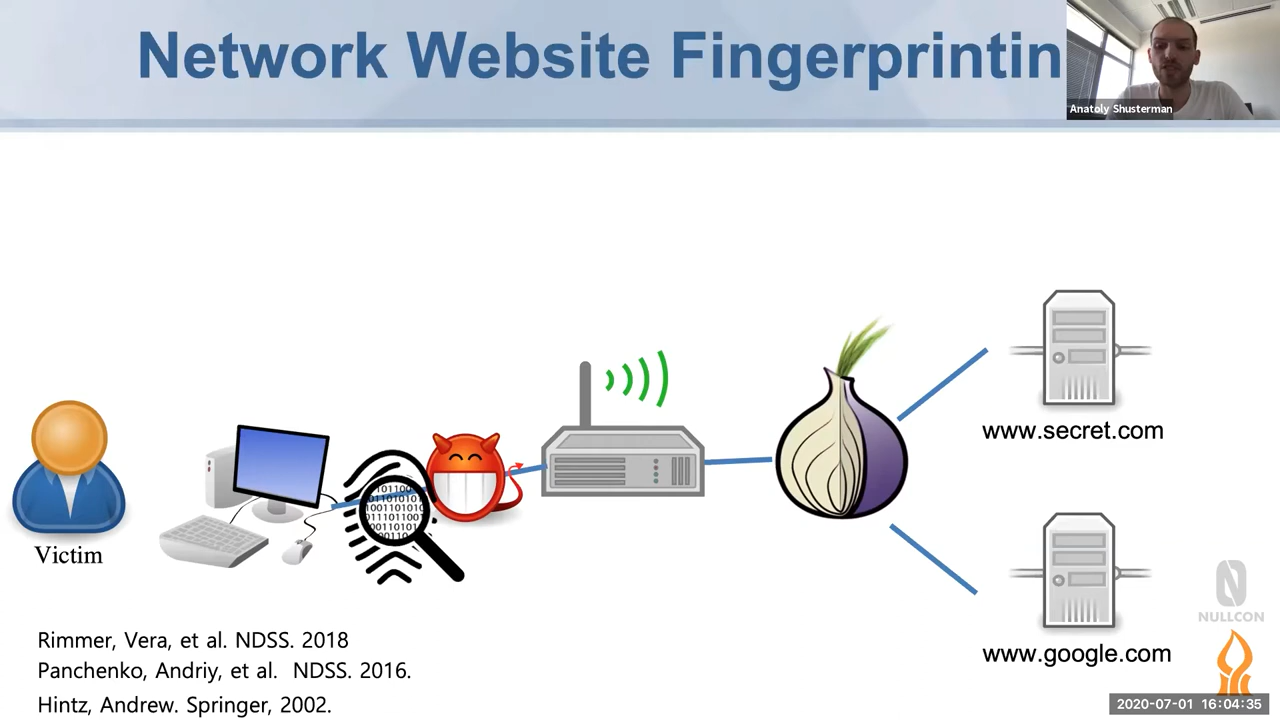 Network Website Fingerprintin
Anatoly Shusterman
www.secret.com
Victim
NULLCON
www.google.com
Rimmer, Vera, et al. NDSS. 2018
Panchenko, Andriy, et al. NDSS. 2016.
Hintz, Andrew. Springer, 2002.
2020-07-01 16:04:35